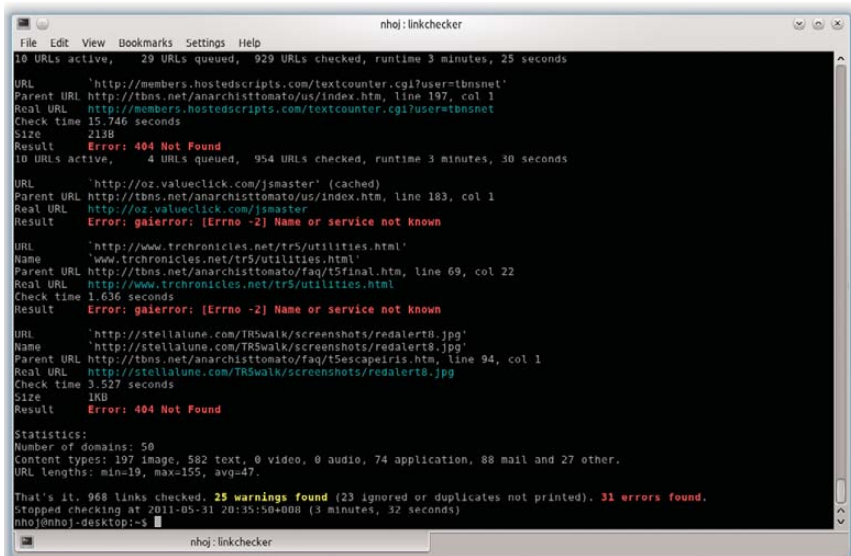 nhoj : linkchecker
File Edit View Bookmarks Settings Help
10 URLs active,    29 URLs queued,  929 URLs checked, runtime 3 minutes, 25 seconds
URL        `http://members.hostedscripts.com/textcounter.cgi?user=tbnsnet'
Parent URL http://tbns.net/anarchisttomato/us/index.htm, line 197, col 1
Real URL   http://members.hostedscripts.com/textcounter.cgi?user=tbnsnet
Check time 15.746 seconds
Size       213B
Result     Error: 404 Not Found
10 URLs active,     4 URLs queued,  954 URLs checked, runtime 3 minutes, 30 seconds
URL        `http://oz.valueclick.com/jsmaster' (cached)
Parent URL http://tbns.net/anarchisttomato/us/index.htm, line 183, col 1
Real URL   http://oz.valueclick.com/jsmaster
Result     Error: gaierror: [Errno -2] Name or service not known
URL        `http://www.trchronicles.net/tr5/utilities.html'
Name       `www.trchronicles.net/tr5/utilities.html'
Parent URL http://tbns.net/anarchisttomato/faq/t5final.htm, line 69, col 22
Real URL   http://www.trchronicles.net/tr5/utilities.html
Check time 1.636 seconds
Result     Error: gaierror: [Errno -2] Name or service not known
URL        `http://stellalune.com/TR5walk/screenshots/redalert8.jpg'
Name       `http://stellalune.com/TR5walk/screenshots/redalert8.jpg'
Parent URL http://tbns.net/anarchisttomato/faq/t5escapeiris.htm, line 94, col 1
Real URL   http://stellalune.com/TR5walk/screenshots/redalert8.jpg
Check time 3.527 seconds
Size       1KB
Result     Error: 404 Not Found
Statistics:
Number of domains: 50
Content types: 197 image, 582 text, 0 video, 0 audio, 74 application, 88 mail and 27 other.
URL lengths: min=19, max=155, avg=47.
That's it. 968 links checked. 25 warnings found (23 ignored or duplicates not printed). 31 errors found.
Stopped checking at 2011-05-31 20:35:50+008 (3 minutes, 32 seconds)
nhoj@nhoj-desktop:~$
nhoj : linkchecker